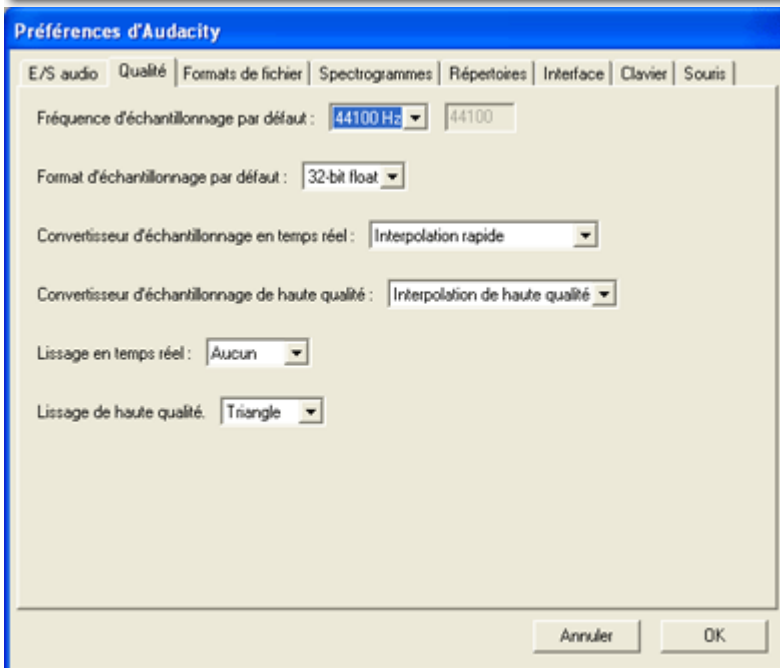 Préférences d'Audacity
E/S audio Qualité Formats de fichier Spectrogrammes Répertoires Interface Clavier Souris
Fréquence d'échantillonnage par défaut : 44100 Hz 44100
Format d'échantillonnage par défaut : 32-bit float
Convertisseur d'échantillonnage en temps réel : Interpolation rapide
Convertisseur d'échantillonnage de haute qualité : Interpolation de haute qualité
Lissage en temps réel : Aucun
Lissage de haute qualité. Triangle
Annuler OK